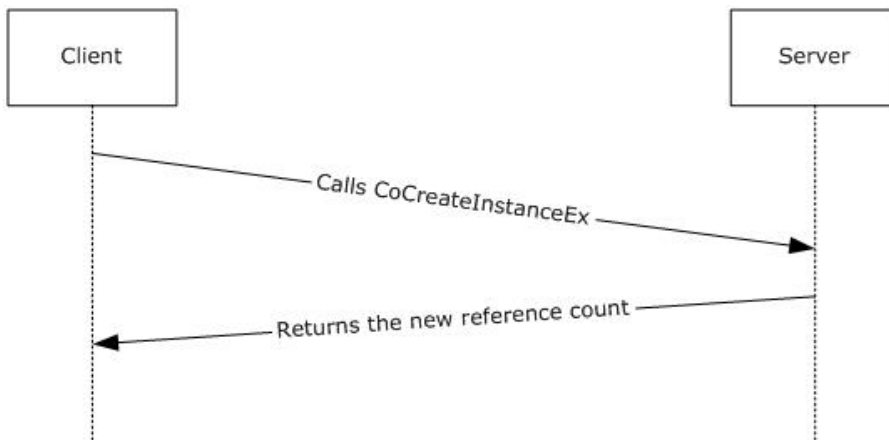 Client
Server
Calls CoCreateInstanceEx
Returns the new reference count